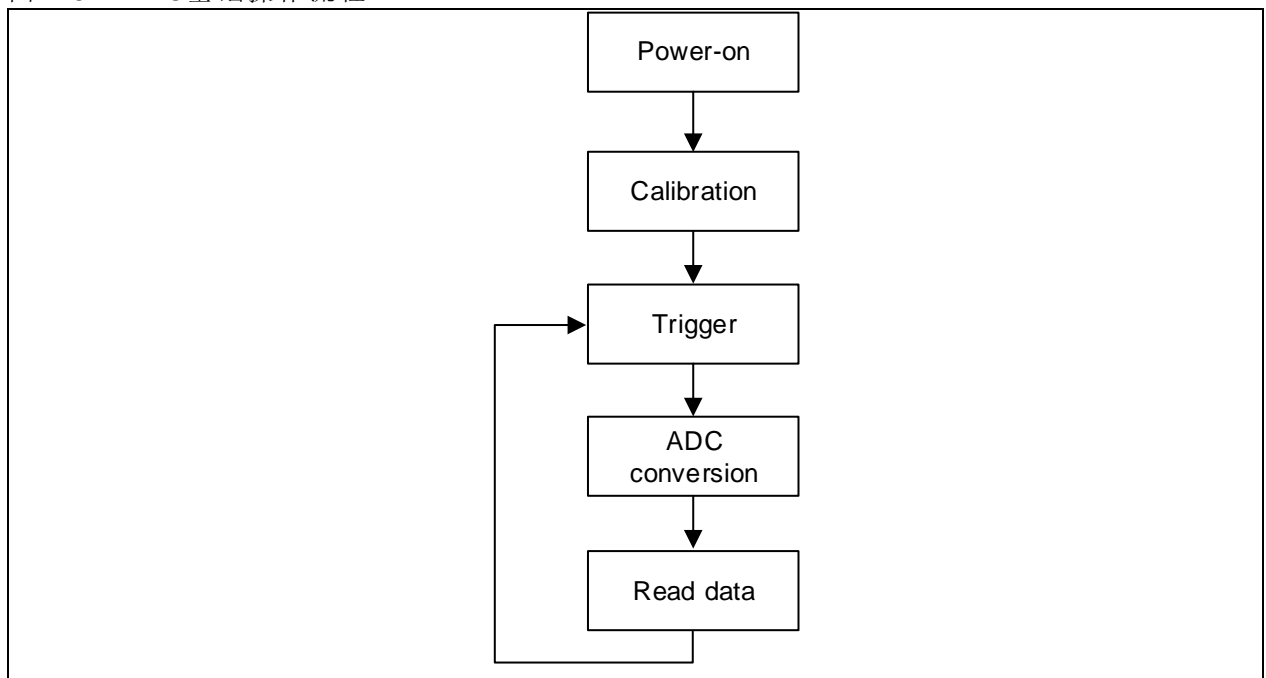 Power-on
Calibration
Trigger
ADC
conversion
Read data